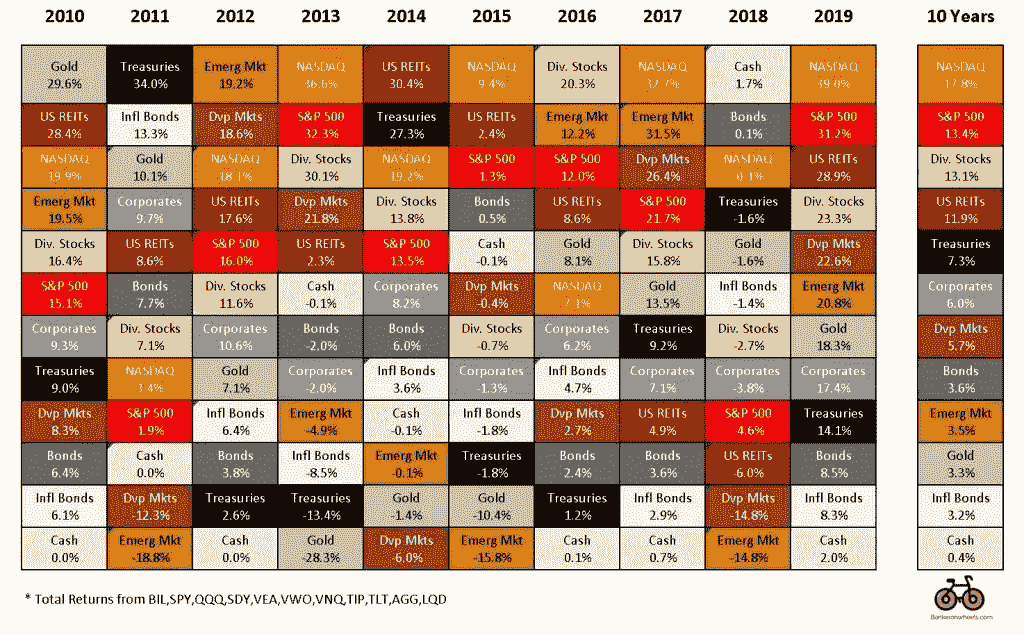 2010 2011 2012 2013 2014 2015 2016 2017 2018 2019 10 Years
Gold Treasuries Emerg Mkt NASDAQ US REITs NASDAQ Div. Stocks NASDAQ Cash NASDAQ NASDAQ
29.6% 34.0% 19.2% 36.6% 30.4% 9.4% 20.3% 32.7% 1.7% 39.0% 17.8%
US REITs Infl Bonds Dvp Mkts S&P 500 Treasuries US REITs Emerg Mkt Emerg Mkt Bonds S&P 500 S&P 500
28.4% 13.3% 18.6% 32.3% 27.3% 2.4% 12.2% 31.5% 0.1% 31.2% 13.4%
NASDAQ Gold NASDAQ Div. Stocks NASDAQ S&P 500 S&P 500 Dvp Mkts NASDAQ US REITs Div. Stocks
19.9% 10.1% 18.1% 30.1% 19.2% 1.3% 12.0% 26.4% 28.9% 13.1%
Emerg Mkt Corporates US REITs Dvp Mkts Div. Stocks Bonds US REITs S&P 500 Treasuries Div. Stocks US REITs
19.5% 9.7% 17.6% 21.8% 13.8% 0.5% 8.6% 21.7% -1.6% 23.3% 11.9%
Div. Stocks US REITs S&P 500 US REITs S&P 500 Cash Gold Div. Stocks Gold Dvp Mkts Treasuries
16.4% 8.6% 16.0% 2.3% 13.5% -0.1% 8.1% 15.8% -1.6% 22.6% 7.3%
S&P 500 Bonds Div. Stocks Cash Corporates Dvp Mkts NASDAQ Gold Infl Bonds Emerg Mkt Corporates
15.1% 7.7% 11.6% -0.1% 8.2% -0.4% 7.1% 13.5% -1.4% 20.8% 6.0%
Corporates Div. Stocks Corporates Bonds Bonds Div. Stocks Corporates Treasuries Div. Stocks Gold Dvp Mkts
9.3% 7.1% 10.6% -2.0% 6.0% -0.7% 6.2% 9.2% -2.7% 18.3% 5.7%
Treasuries NASDAQ Gold Corporates Infl Bonds Corporates Infl Bonds Corporates Corporates Corporates Bonds
9.0% 3.4% 7.1% -2.0% 3.6% -1.3% 4.7% 7.1% -3.8% 17.4% 3.6%
Dvp Mkts S&P 500 Infl Bonds Emerg Mkt Cash Infl Bonds Dvp Mkts US REITs S&P 500 Treasuries Emerg Mkt
8.3% 1.9% 6.4% -4.9% -0.1% -1.8% 2.7% 4.9% 4.6% 14.1% 3.5%
Bonds Cash Bonds Infl Bonds Emerg Mkt Treasuries Bonds Bonds US REITs Bonds Gold
6.4% 0.0% 3.8% -8.5% -0.1% -1.8% 2.4% 3.6% -6.0% 8.5% 3.3%
Infl Bonds Dvp Mkts Treasuries Treasuries Gold Gold Treasuries Infl Bonds Dvp Mkts Infl Bonds Infl Bonds
6.1% -12.3% 2.6% -13.4% -1.4% -10.4% 1.2% 2.9% -14.8% 8.3% 3.2%
Cash Emerg Mkt Cash Gold Dvp Mkts Emerg Mkt Cash Cash Emerg Mkt Cash Cash
0.0% -18.8% 0.0% -28.3% 6.0% -15.8% 0.1% 0.7% -14.8% 2.0% 0.4%
* Total Returns from BIL,SPY,QQQ,SDY,VEA,VWO,VNQ,TIP,TLT,AGG,LQD
Bankeronwheels.com